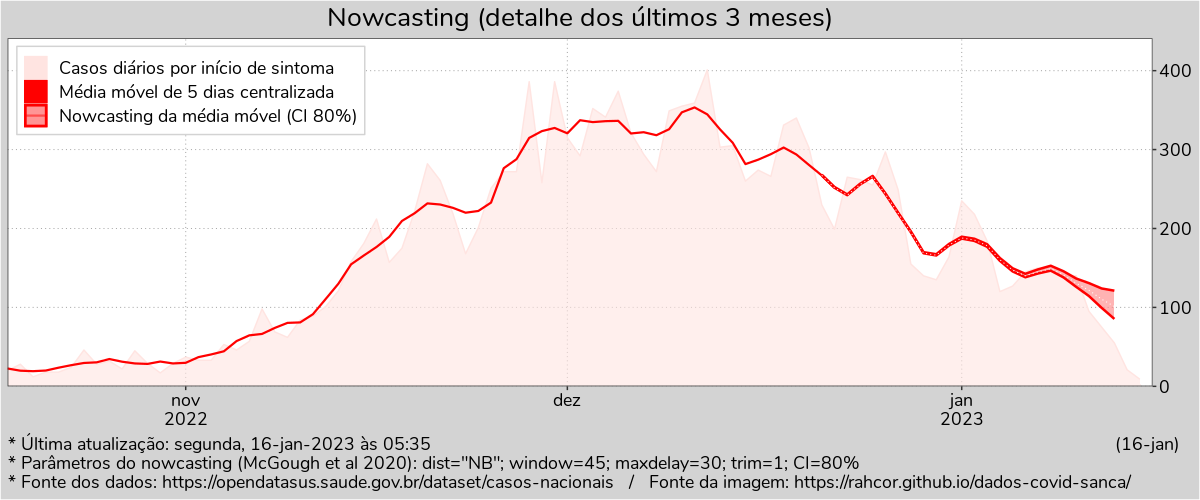 Nowcasting (detalhe dos últimos 3 meses)
Casos diários por início de sintoma
Média móvel de 5 dias centralizada
Nowcasting da média móvel (CI 80%)
400
300
200
100
0
nov
2022
dez
jan
2023
* Última atualização: segunda, 16-jan-2023 às 05:35
(16-jan)
* Parâmetros do nowcasting (McGough et al 2020): dist="NB"; window=45; maxdelay=30; trim=1; CI=80%
* Fonte dos dados: https://opendatasus.saude.gov.br/dataset/casos-nacionais / Fonte da imagem: https://rahcor.github.io/dados-covid-sanca/